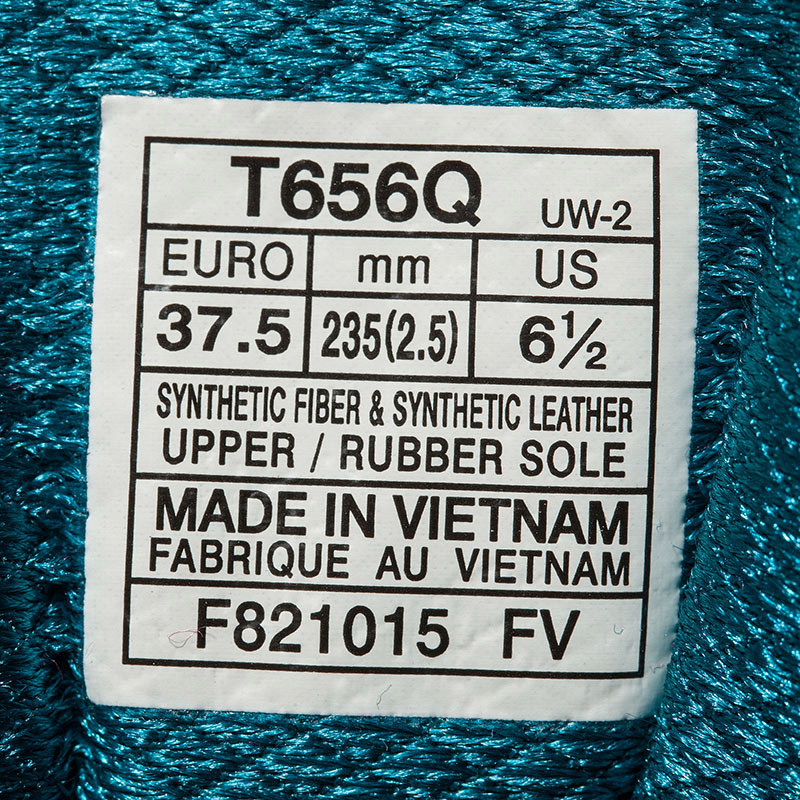 T656Q UW-2
EURO mm US
37.5 235(2.5) 6½
SYNTHETIC FIBER & SYNTHETIC LEATHER
UPPER / RUBBER SOLE
MADE IN VIETNAM
FABRIQUE AU VIETNAM
F821015 FV